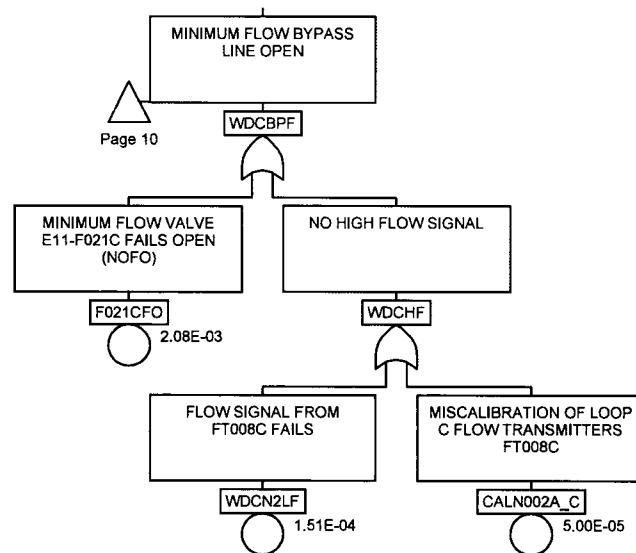 MINIMUM FLOW BYPASS
LINE OPEN
Page 10
WDCBPF
MINIMUM FLOW VALVE
E11-F021C FAILS OPEN
(NOFO)
NO HIGH FLOW SIGNAL
F021CFO
2.08E-03
WDCHF
FLOW SIGNAL FROM
FT008C FAILS
MISCALIBRATION OF LOOP
C FLOW TRANSMITTERS
FT008C
WDCN2LF
1.51E-04
CALN002A_C
5.00E-05